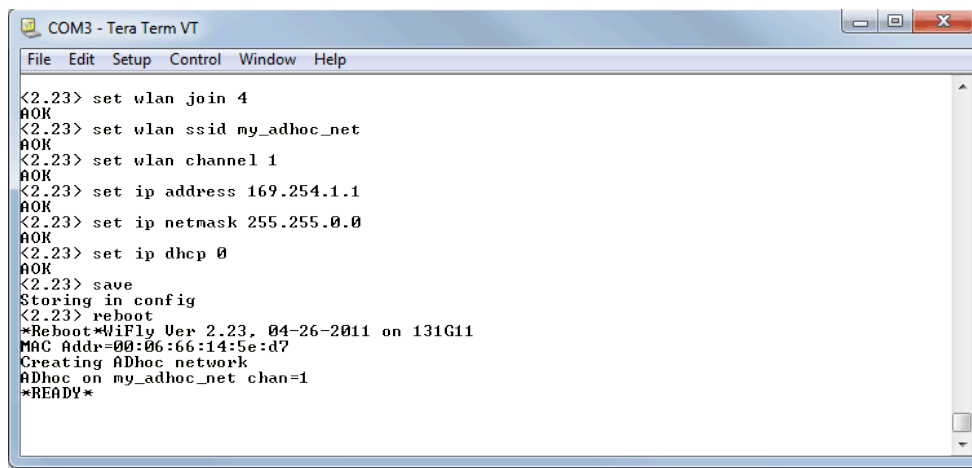 COM3 - Tera Term VT
File Edit Setup Control Window Help
<2.23> set wlan join 4
AOK
<2.23> set wlan ssid my_adhoc_net
AOK
<2.23> set wlan channel 1
AOK
<2.23> set ip address 169.254.1.1
AOK
<2.23> set ip netmask 255.255.0.0
AOK
<2.23> set ip dhcp 0
AOK
<2.23> save
Storing in config
<2.23> reboot
*Reboot*WiFly Ver 2.23, 04-26-2011 on 131G11
MAC Addr=00:06:66:14:5e:d7
Creating ADhoc network
ADhoc on my_adhoc_net chan=1
*READY*